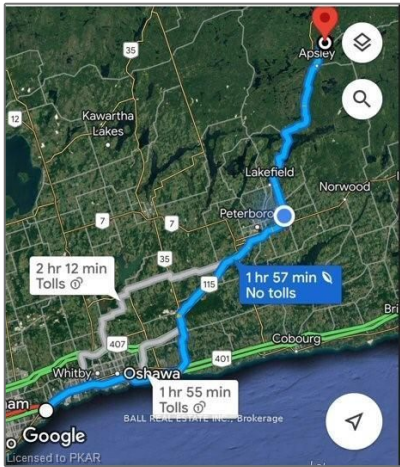 35
Apsley
12
Kawartha
Lakes
Lakefield
Norwood
7
7
Peterboro
35
2 hr 12 min
Tolls
115
1 hr 57 min
No tolls
Bri
407
Cobourg
401
Whitby
Oshawa
am
1 hr 55 min
Tolls
BALL REAL ESTATE INC., Brokerage
Google
Licensed to PKAR